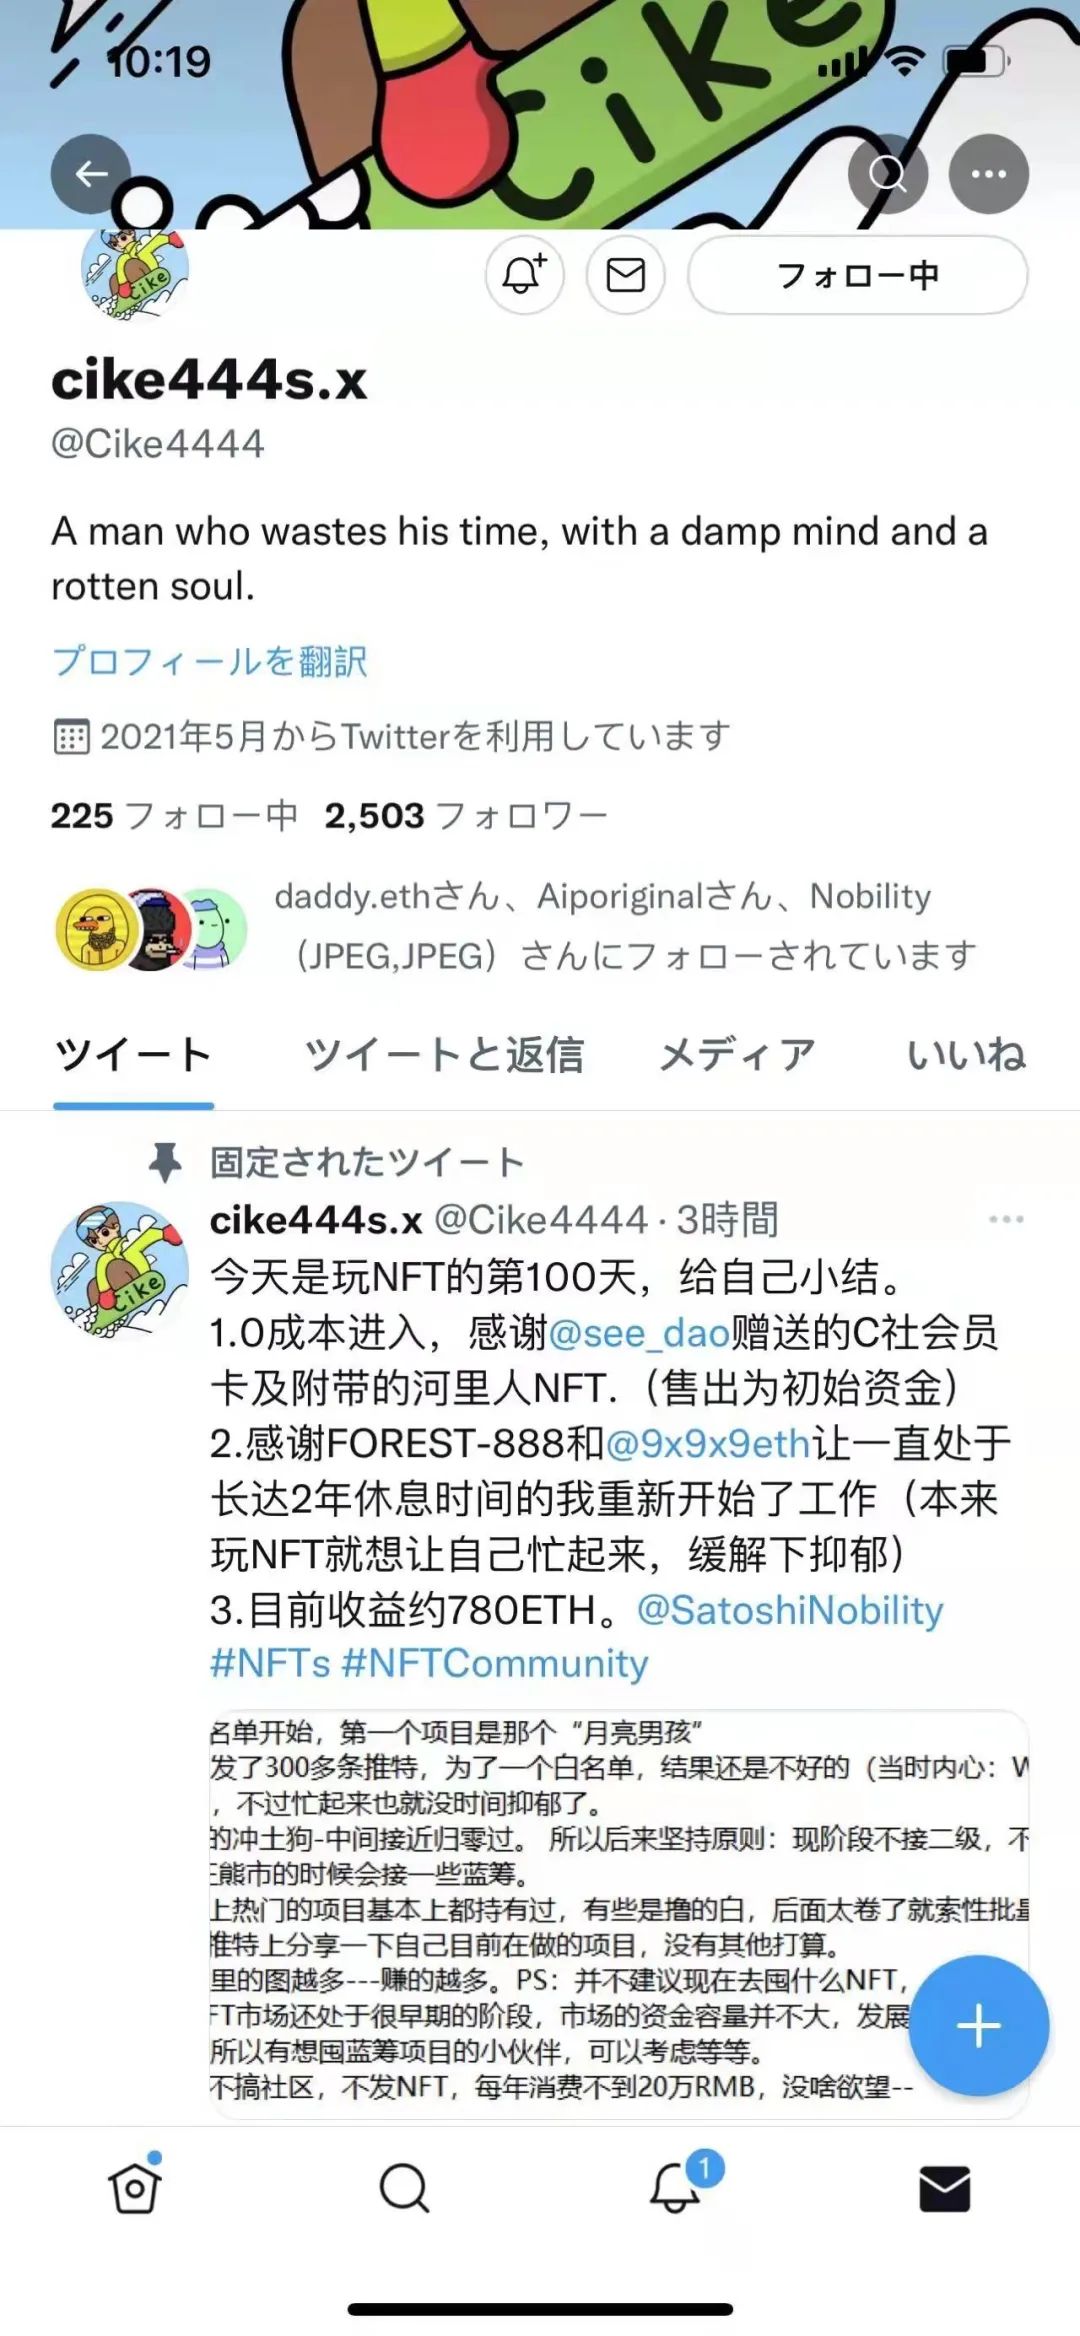 10:19
cike
cike
フォロー中
cike444s.x
@Cike4444
A man who wastes his time, with a damp mind and a
rotten soul.
プロフィールを翻訳
2021年5月からTwitterを利用しています
225 フォロー中 2,503 フォロワー
daddy.ethさん、Aiporiginalさん、Nobility
（JPEG,JPEG）さんにフォローされています
ツイート ツイートと返信 メディア いいね
固定されたツイート
cike444s.x @Cike4444 · 3時間
cike
今天是玩NFT的第100天，给自己小结。
1.0成本进入，感谢@see_dao赠送的C社会员
卡及附带的河里人NFT.（售出为初始资金）
2.感谢FOREST-888和@9x9x9eth让一直处于
长达2年休息时间的我重新开始了工作（本来
玩NFT就想让自己忙起来，缓解下抑郁）
3.目前收益约780ETH。@SatoshiNobility
#NFTs #NFTCommunity
名单开始，第一个项目是那个“月亮男孩”
发了300多条推特，为了一个白名单，结果还是不好的（当时内心：W
，不过忙起来也就没时间抑郁了。
的冲土狗-中间接近归零过。 所以后来坚持原则：现阶段不接二级，不
熊市的时候会接一些蓝筹。
上热门的项目基本上都持有过，有些是撸的白，后面太卷了就索性批量
推特上分享一下自己目前在做的项目，没有其他打算。
里的图越多---赚的越多。PS：并不建议现在去囤什么NFT，
FT市场还处于很早期的阶段，市场的资金容量并不大，发展
所以有想囤蓝筹项目的小伙伴，可以考虑等等。
不搞社区，不发NFT，每年消费不到20万RMB，没啥欲望--
1